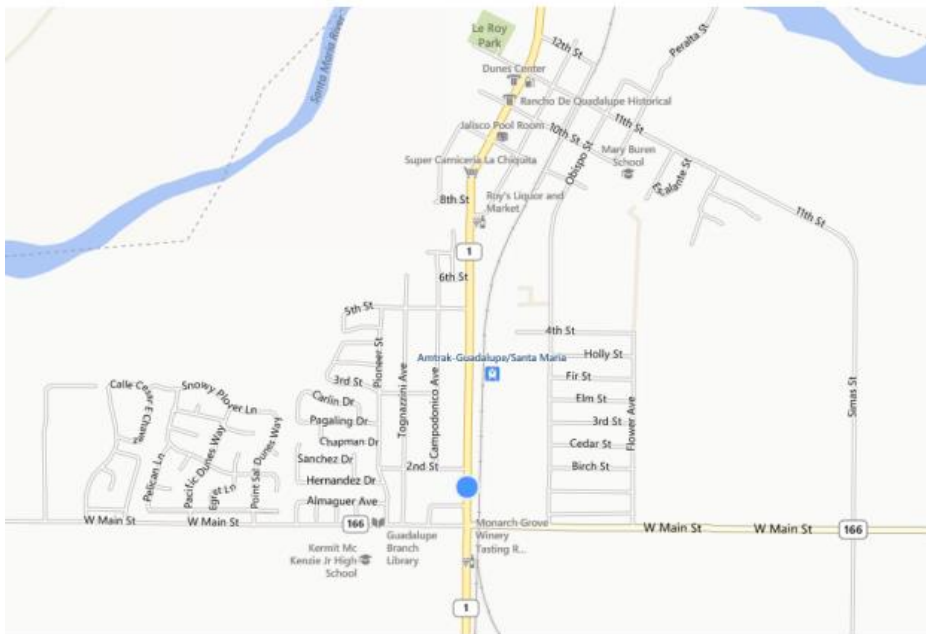 Le Roy
Park
12th St
Peralta St
Santa Maria River
Dunes Center
Rancho De Quadalupe Historical
Jalisco Pool Room
10th St
11th St
Obispo St
Mary Buren
School
Super Carniceria La Chiquita
Escalante St
8th St
Roy's Liquor and
Market
11th St
1
6th St
5th St
4th St
Amtrak-Guadalupe/Santa Maria
Holly St
Pioneer St
3rd St
Fir St
Calle Cesar E Chavez
Snowy Plover Ln
Carlin Dr
Tognazzini Ave
Campodonico Ave
Elm St
Flower Ave
Simas St
Pagaling Dr
3rd St
Chapman Dr
Cedar St
Pelican Ln
Pacific Dunes Way
Egret Ln
Point Sal Dunes Way
Sanchez Dr
2nd St
Birch St
Hernandez Dr
Almaguer Ave
W Main St
W Main St
166
Guadalupe
Branch
Library
Monarch Grove
Winery
Tasting R...
W Main St
W Main St
166
Kermit Mc
Kenzie Jr High
School
1